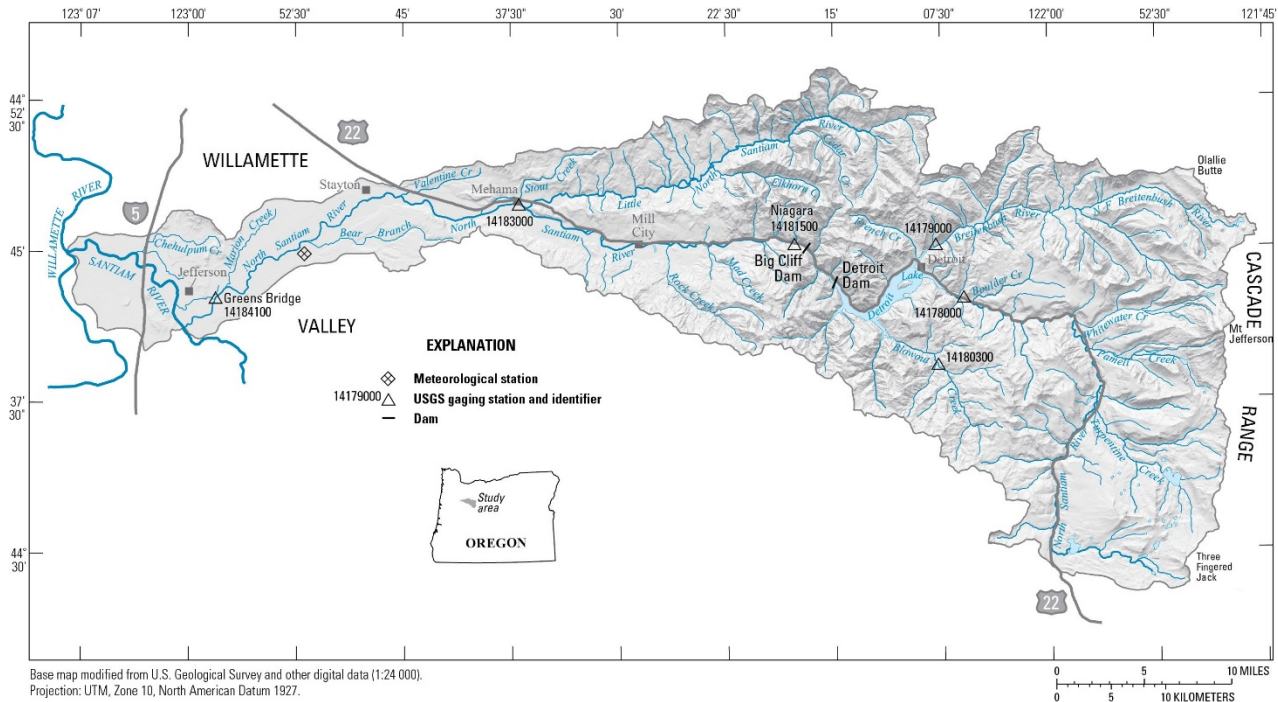 123° 07'
123°00'
52'30"
45'
37'30"
30'
22'30"
15'
07'30"
122°00'
52'30"
121°45'
44°
52'
30"
45'
37'
30"
44°
30'
WILLAMETTE
RIVER
5
22
WILLAMETTE
VALLEY
SANTIAM
RIVER
Chehulpum Cr
Marion Creek
Jefferson
Greens Bridge
14184100
North Santiam River
Bear Branch
Stayton
Valentine Cr
Mehama
Stout
Creek
14183000
North Santiam
River
Little
North
Santiam
River
Cedar Cr
Elkhorn Cr
Mill
City
Rock Creek
Mad Creek
Niagara
14181500
Big Cliff
Dam
French Cr
Detroit
Dam
Detroit
Lake
14179000
Detroit
Breitenbush
River
N F Breitenbush
River
Boulder Cr
14178000
Blowout
Creek
14180300
Whitewater Cr
Pamelia
Creek
Turpentine
Creek
North Santiam
River
22
Olallie
Butte
CASCADE
Mt
Jefferson
RANGE
Three
Fingered
Jack
EXPLANATION
Meteorological station
14179000 USGS gaging station and identifier
Dam
Study
area
OREGON
Base map modified from U.S. Geological Survey and other digital data (1:24 000).
Projection: UTM, Zone 10, North American Datum 1927.
0 5 10 MILES
0 5 10 KILOMETERS